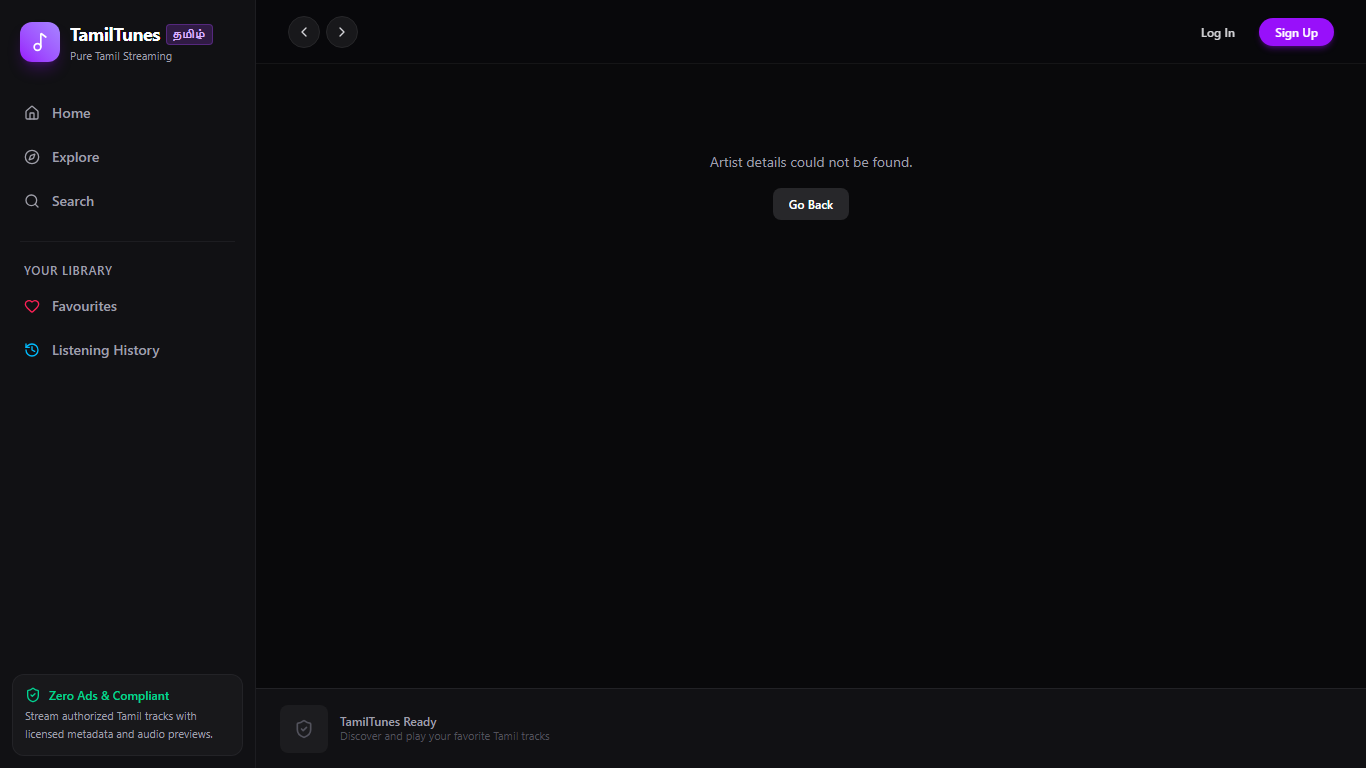 TamilTunes தமிழ்
Pure Tamil Streaming
Home
Explore
Search
YOUR LIBRARY
Favourites
Listening History
Zero Ads & Compliant
Stream authorized Tamil tracks with
licensed metadata and audio previews.
Log In
Sign Up
Artist details could not be found.
Go Back
TamilTunes Ready
Discover and play your favorite Tamil tracks